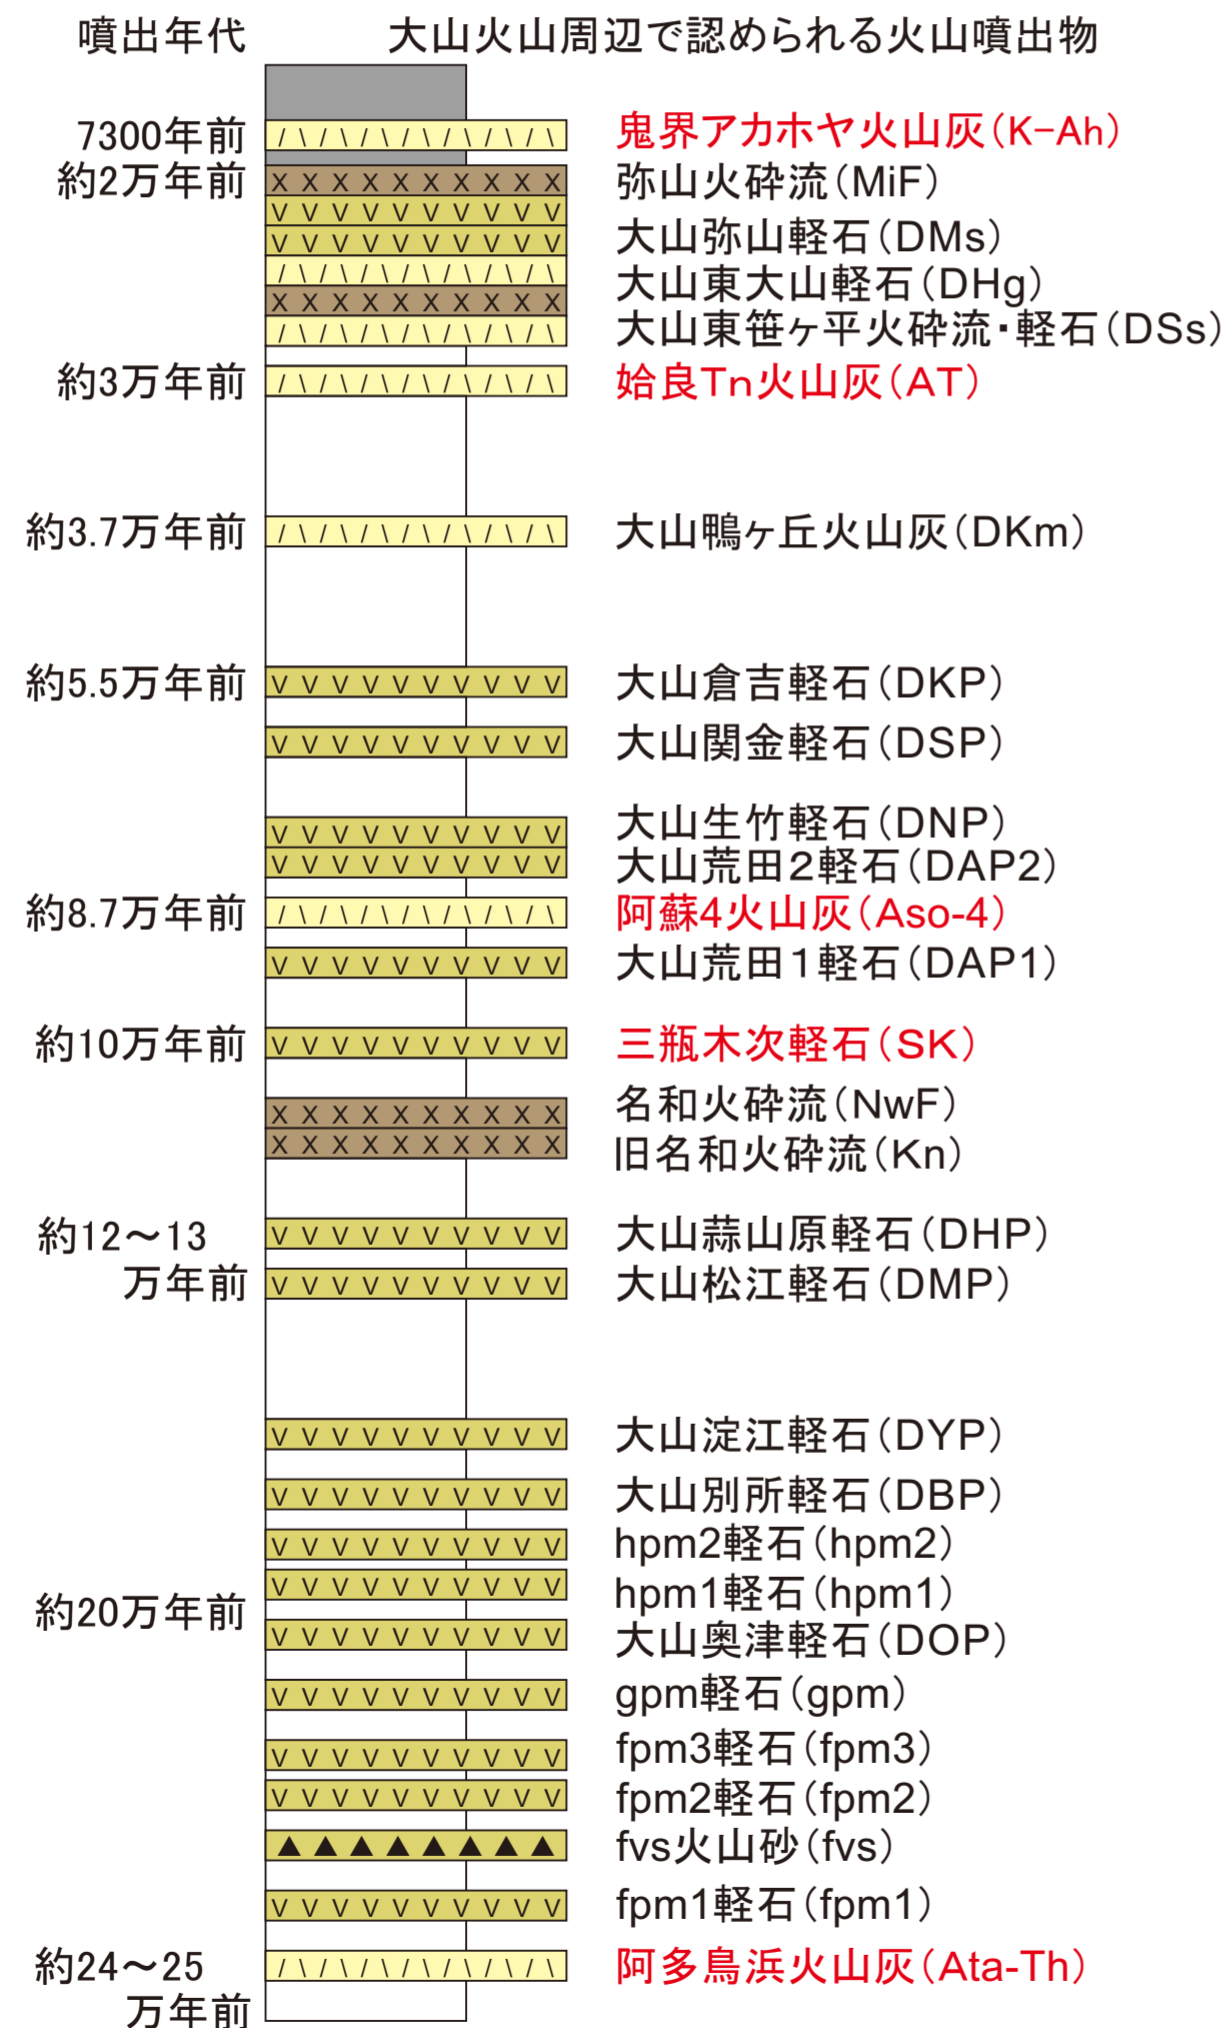 噴出年代 大山火山周辺で認められる火山噴出物
7300年前 鬼界アカホヤ火山灰(K-Ah)
約2万年前 弥山火砕流(MiF)
大山弥山軽石(DMs)
大山東大山軽石(DHg)
大山東笹ヶ平火砕流・軽石(DSs)
約3万年前 姶良Tn火山灰(AT)
約3.7万年前 大山鴨ヶ丘火山灰(DKm)
約5.5万年前 大山倉吉軽石(DKP)
大山関金軽石(DSP)
大山生竹軽石(DNP)
大山荒田２軽石(DAP2)
約8.7万年前 阿蘇4火山灰(Aso-4)
大山荒田１軽石(DAP1)
約10万年前 三瓶木次軽石(SK)
名和火砕流(NwF)
旧名和火砕流(Kn)
約12～13 大山蒜山原軽石(DHP)
万年前 大山松江軽石(DMP)
大山淀江軽石(DYP)
大山別所軽石(DBP)
hpm2軽石(hpm2)
hpm1軽石(hpm1)
約20万年前
大山奥津軽石(DOP)
gpm軽石(gpm)
fpm3軽石(fpm3)
fpm2軽石(fpm2)
fvs火山砂(fvs)
fpm1軽石(fpm1)
約24～25 阿多鳥浜火山灰(Ata-Th)
万年前